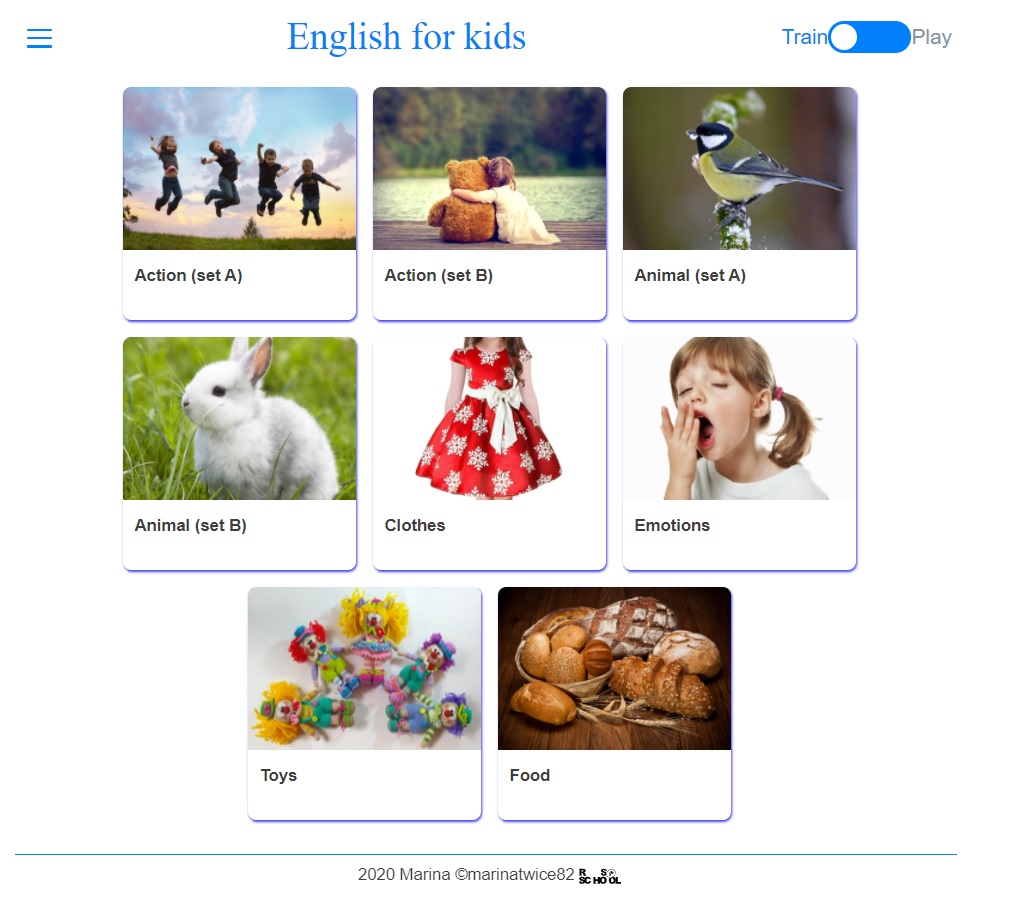 English for kids
Train Play
Action (set A)
Action (set B)
Animal (set A)
Animal (set B)
Clothes
Emotions
Toys
Food
2020 Marina ©marinatwice82 RS SCHOOL